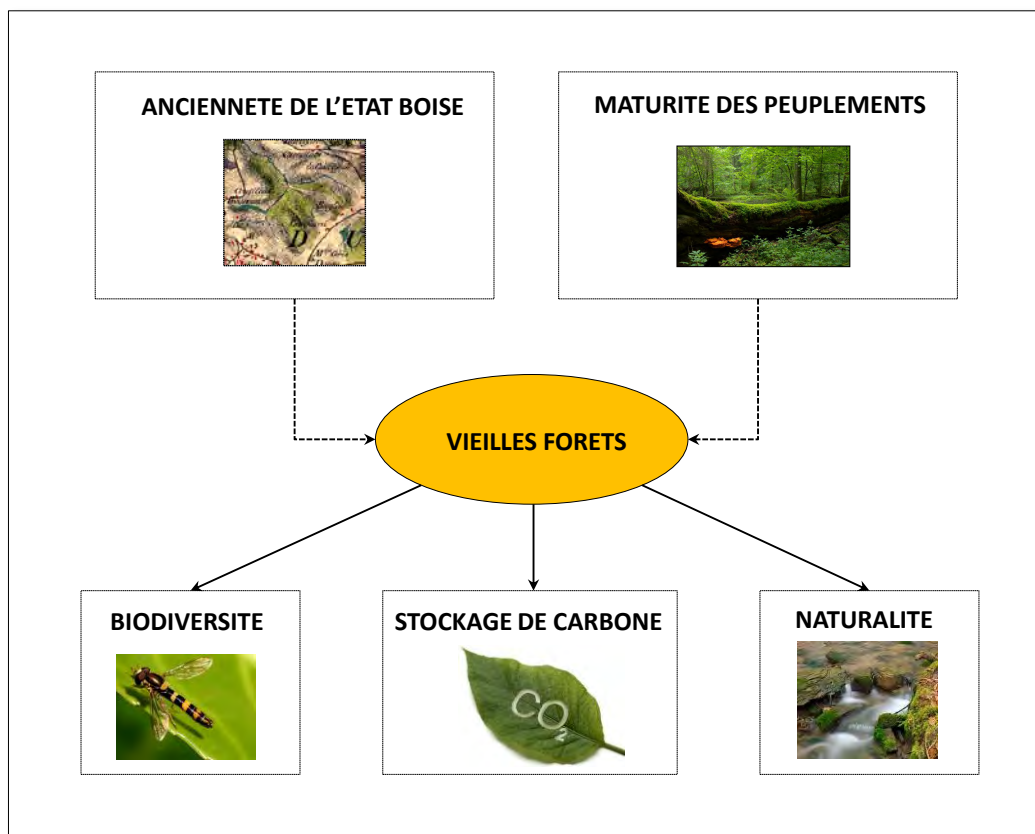 ANCIENNETE DE L'ETAT BOISE
MATURITE DES PEUPLEMENTS
D U
VIEILLES FORETS
BIODIVERSITE
STOCKAGE DE CARBONE
NATURALITE
CO2